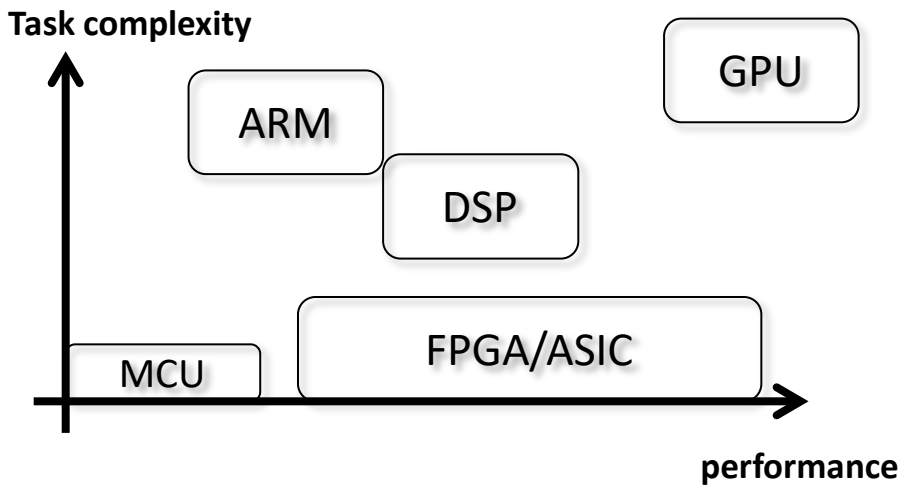 Task complexity
GPU
ARM
DSP
FPGA/ASIC
MCU
performance